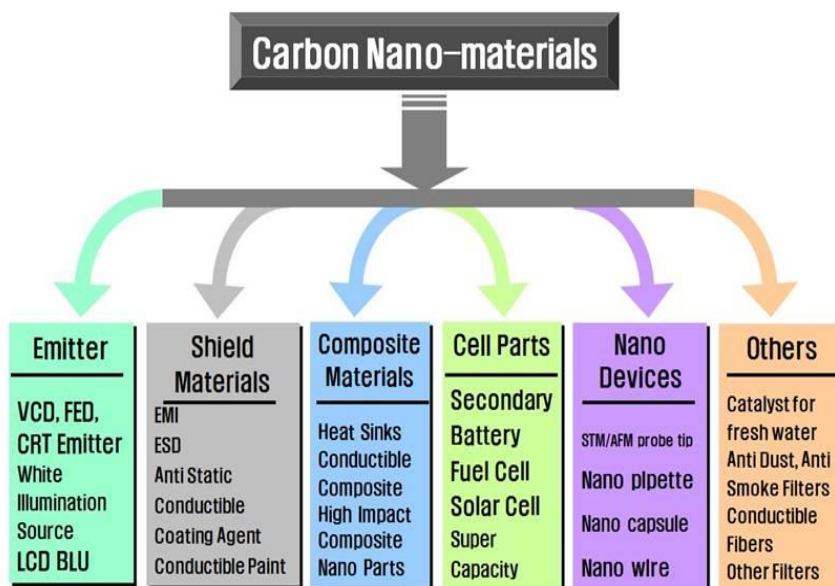 Carbon Nano-materials
Emitter
VCD, FED,
CRT Emitter
White
Illumination
Source
LCD BLU
Shield
Materials
EMI
ESD
Anti Static
Conductible
Coating Agent
Conductible Paint
Composite
Materials
Heat Sinks
Conductible
Composite
High Impact
Composite
Nano Parts
Cell Parts
Secondary
Battery
Fuel Cell
Solar Cell
Super
Capacity
Nano
Devices
STM/AFM probe tip
Nano plpette
Nano capsule
Nano wlre
Others
Catalyst for
fresh water
Anti Dust, Anti
Smoke Filters
Conductible
Fibers
Other Filters